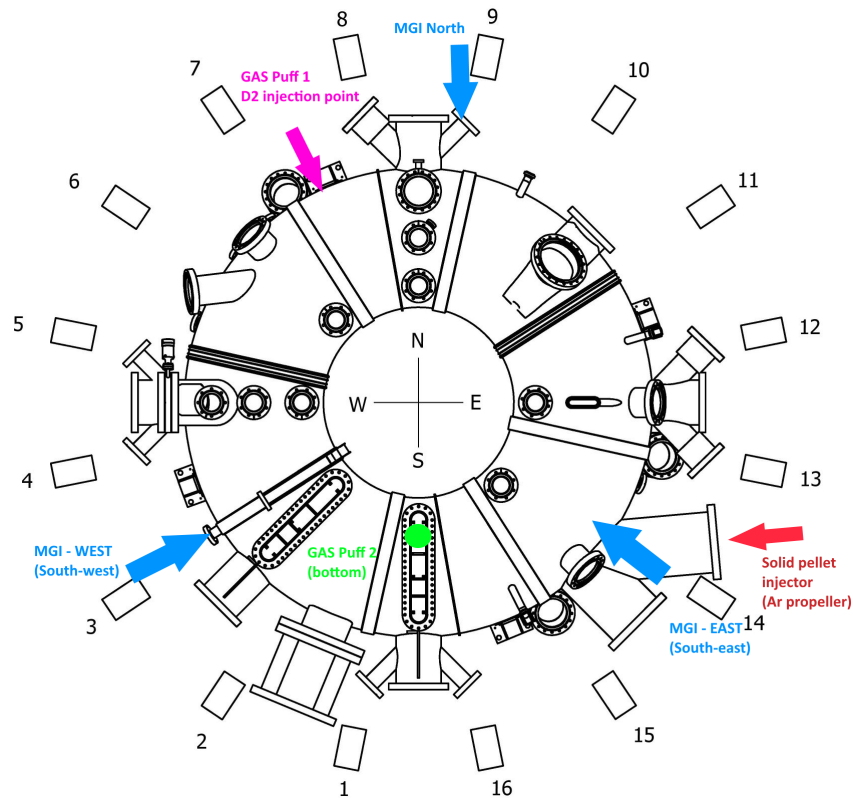 8
9
MGI North
7
GAS Puff 1
D2 injection point
10
6
11
5
12
N
W
E
S
4
13
MGI - WEST
(South-west)
GAS Puff 2
(bottom)
Solid pellet
injector
(Ar propeller)
3
MGI - EAST
(South-east)
14
2
15
1
16